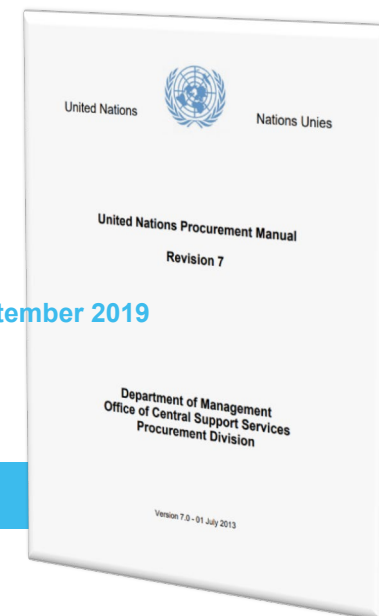 United Nations
Nations Unies
United Nations Procurement Manual
Revision 7
tember 2019
Department of Management
Office of Central Support Services
Procurement Division
Version 7.0 - 01 July 2013